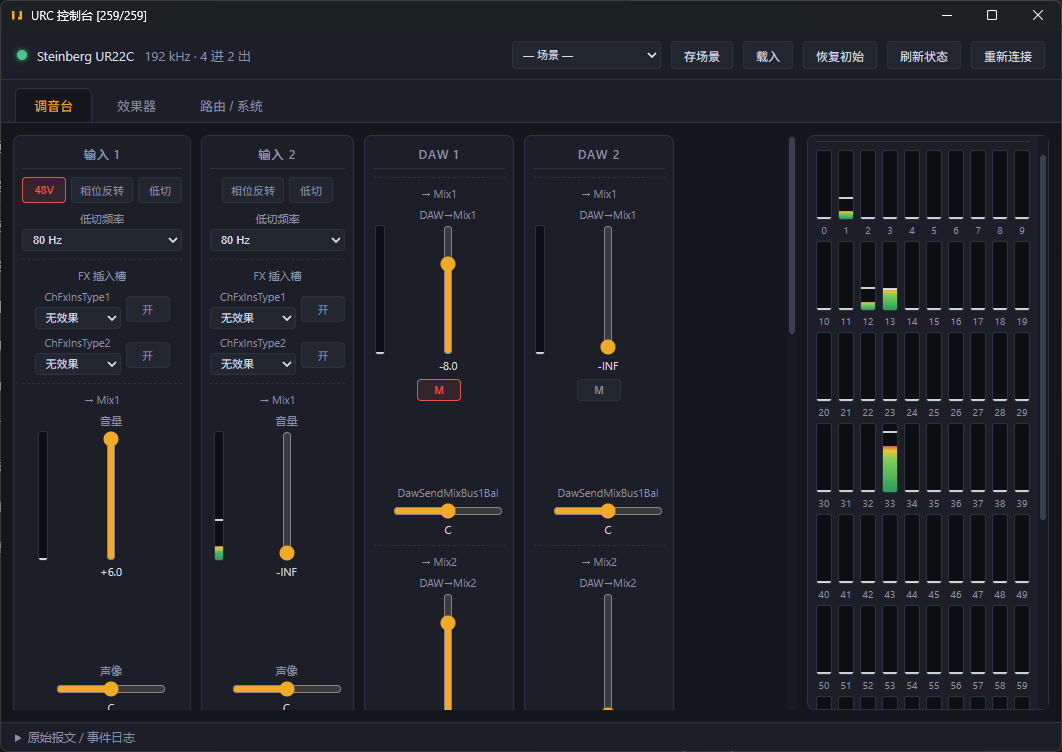 URC 控制台 [259/259]
Steinberg UR22C 192 kHz · 4 进 2 出
— 场景 — 存场景 载入 恢复初始 刷新状态 重新连接
调音台 效果器 路由 / 系统
输入 1
48V 相位反转 低切
低切频率
80 Hz
FX 插入槽
ChFxInsType1
无效果 开
ChFxInsType2
无效果 开
→ Mix1
音量
+6.0
声像
C
输入 2
相位反转 低切
低切频率
80 Hz
FX 插入槽
ChFxInsType1
无效果 开
ChFxInsType2
无效果 开
→ Mix1
音量
-INF
声像
C
DAW 1
→ Mix1
DAW→Mix1
-8.0
M
DawSendMixBus1Bal
C
→ Mix2
DAW→Mix2
DAW 2
→ Mix1
DAW→Mix1
-INF
M
DawSendMixBus1Bal
C
→ Mix2
DAW→Mix2
0 1 2 3 4 5 6 7 8 9
10 11 12 13 14 15 16 17 18 19
20 21 22 23 24 25 26 27 28 29
30 31 32 33 34 35 36 37 38 39
40 41 42 43 44 45 46 47 48 49
50 51 52 53 54 55 56 57 58 59
▶ 原始报文 / 事件日志